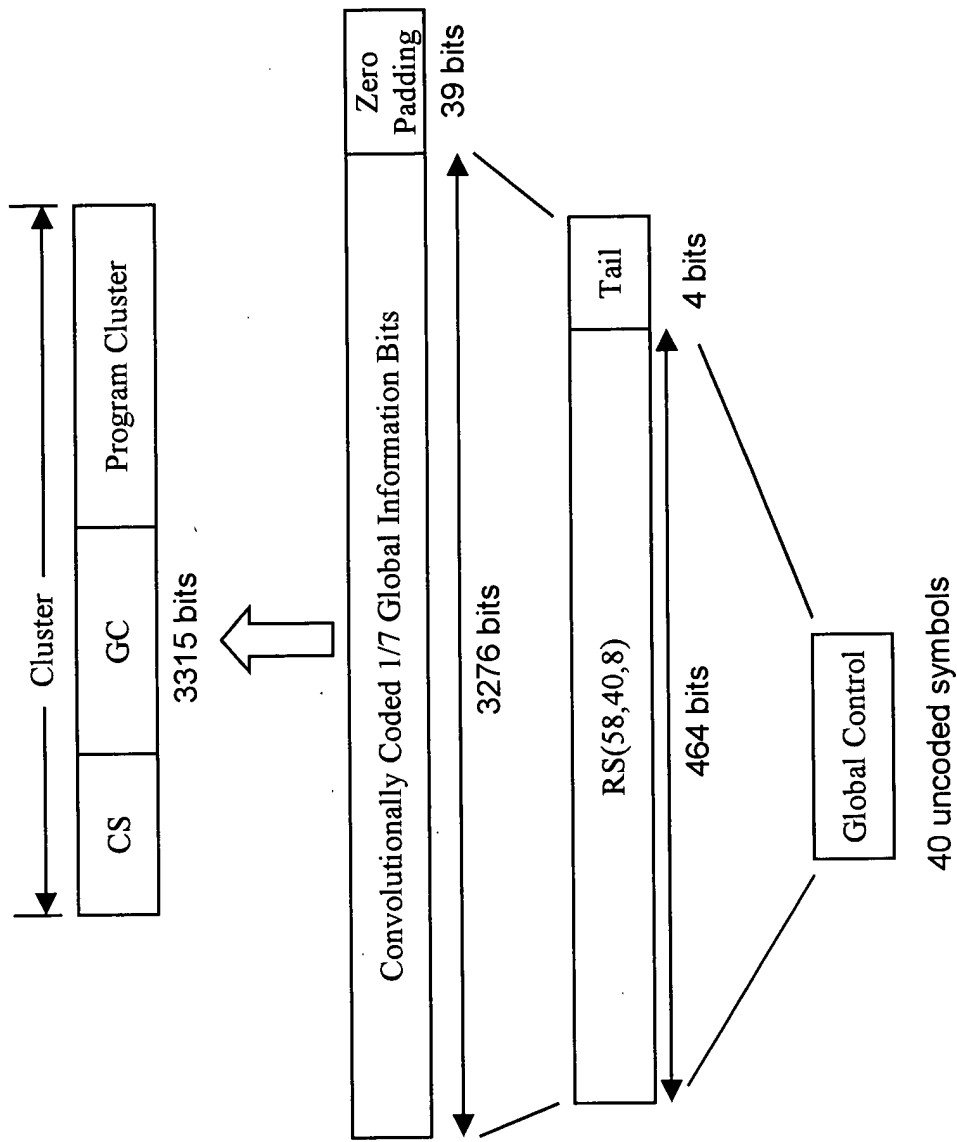 Cluster
CS
GC
Program Cluster
3315 bits
Convolutionally Coded 1/7 Global Information Bits
Zero
Padding
3276 bits
39 bits
RS(58,40,8)
Tail
464 bits
4 bits
Global Control
40 uncoded symbols